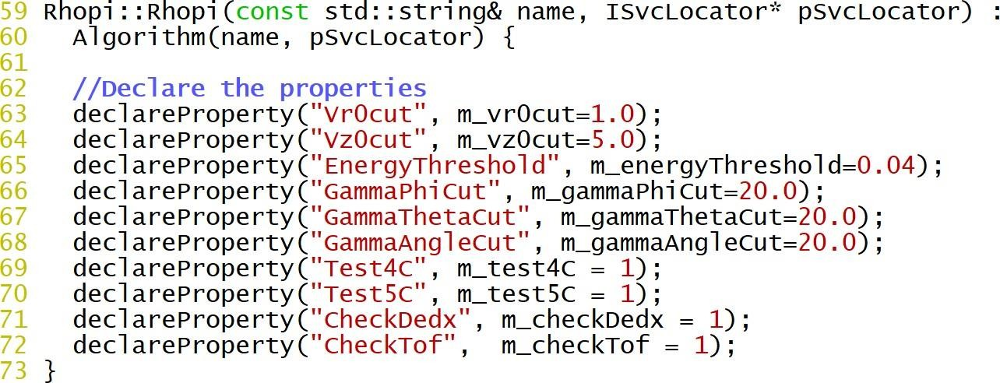 59 Rhopi::Rhopi(const std::string& name, ISvcLocator* pSvcLocator) :
60   Algorithm(name, pSvcLocator) {
61
62   //Declare the properties
63   declareProperty("Vr0cut", m_vr0cut=1.0);
64   declareProperty("Vz0cut", m_vz0cut=5.0);
65   declareProperty("EnergyThreshold", m_energyThreshold=0.04);
66   declareProperty("GammaPhiCut", m_gammaPhiCut=20.0);
67   declareProperty("GammaThetaCut", m_gammaThetaCut=20.0);
68   declareProperty("GammaAngleCut", m_gammaAngleCut=20.0);
69   declareProperty("Test4C", m_test4C = 1);
70   declareProperty("Test5C", m_test5C = 1);
71   declareProperty("CheckDedx", m_checkDedx = 1);
72   declareProperty("CheckTof",  m_checkTof = 1);
73 }